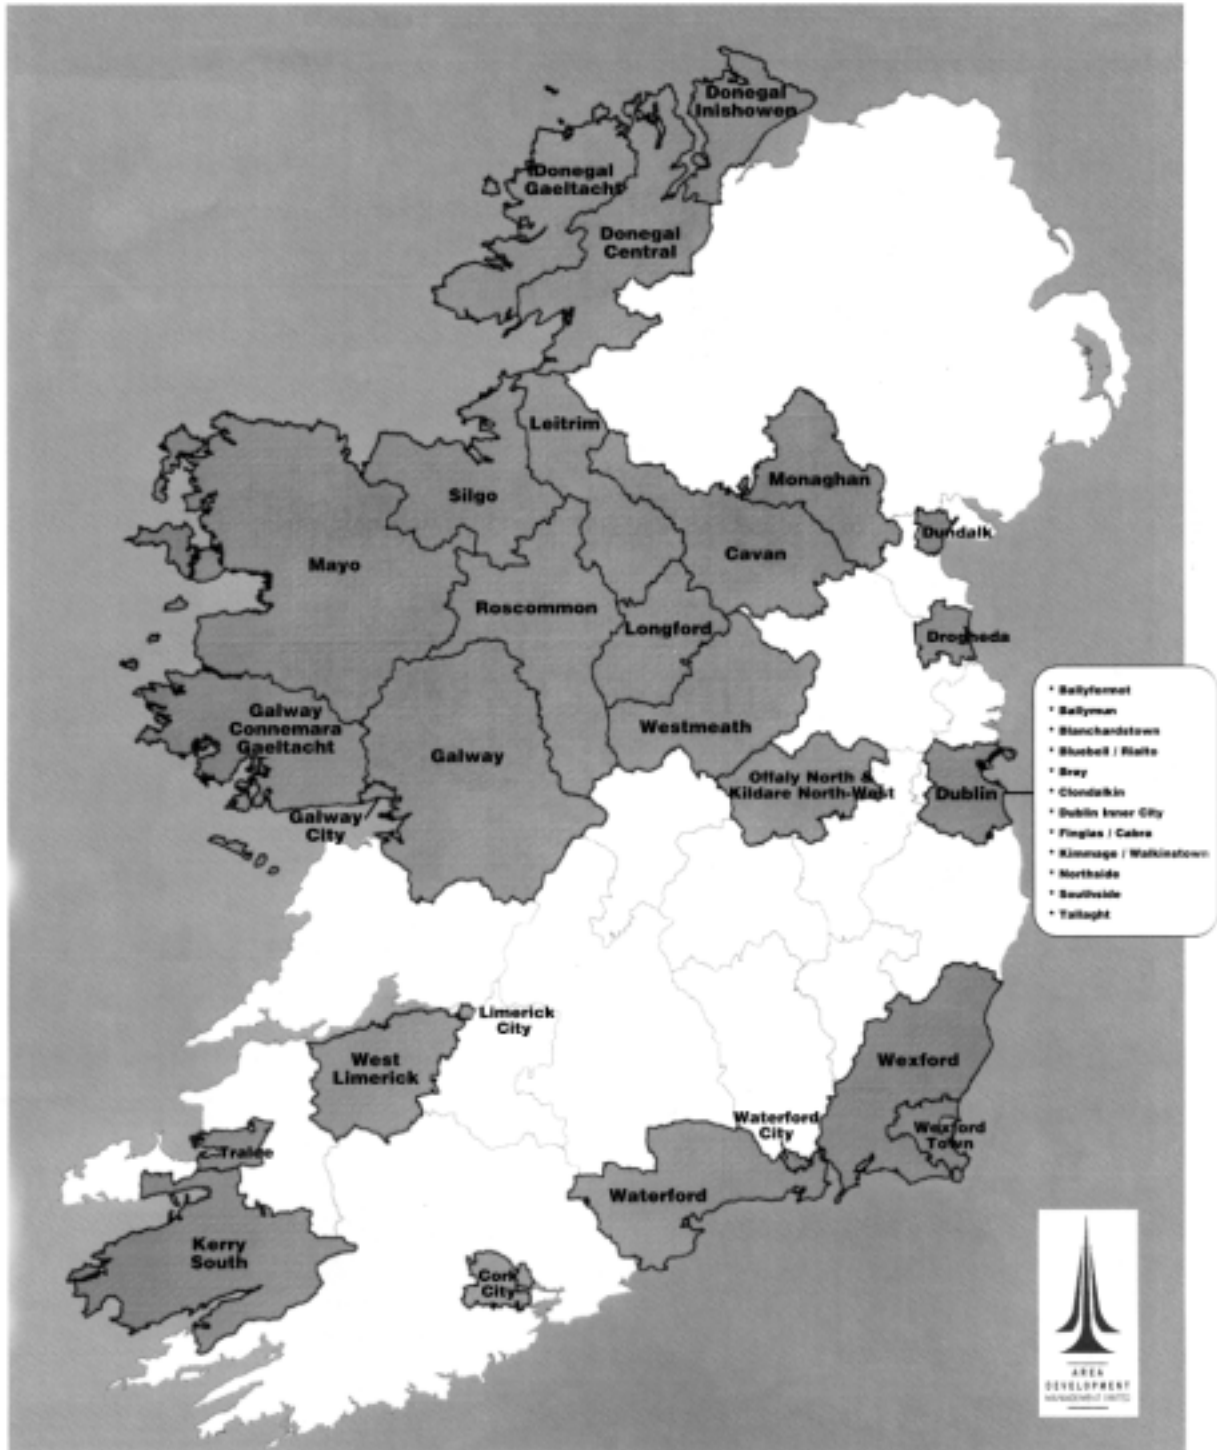 Donegal
Inishowen
Donegal
Gaeltacht
Donegal
Central
Leitrim
Monaghan
Silgo
Dundalk
Cavan
Mayo
Roscommon
Longford
Drogheda
Galway
Connemara
Gaeltacht
Westmeath
Galway
Offaly North &
Kildare North-West
Dublin
Galway
City
* Ballyfermot
* Ballymun
* Blanchardstown
* Bluebell / Rialto
* Bray
* Clondalkin
* Dublin Inner City
* Finglas / Cabra
* Kimmage / Walkinstown
* Northside
* Southside
* Tallaght
Limerick
City
West
Limerick
Wexford
Waterford
City
Wexford
Town
Tralee
Waterford
Kerry
South
Cork
City
AREA
DEVELOPMENT
MANAGEMENT LIMITED